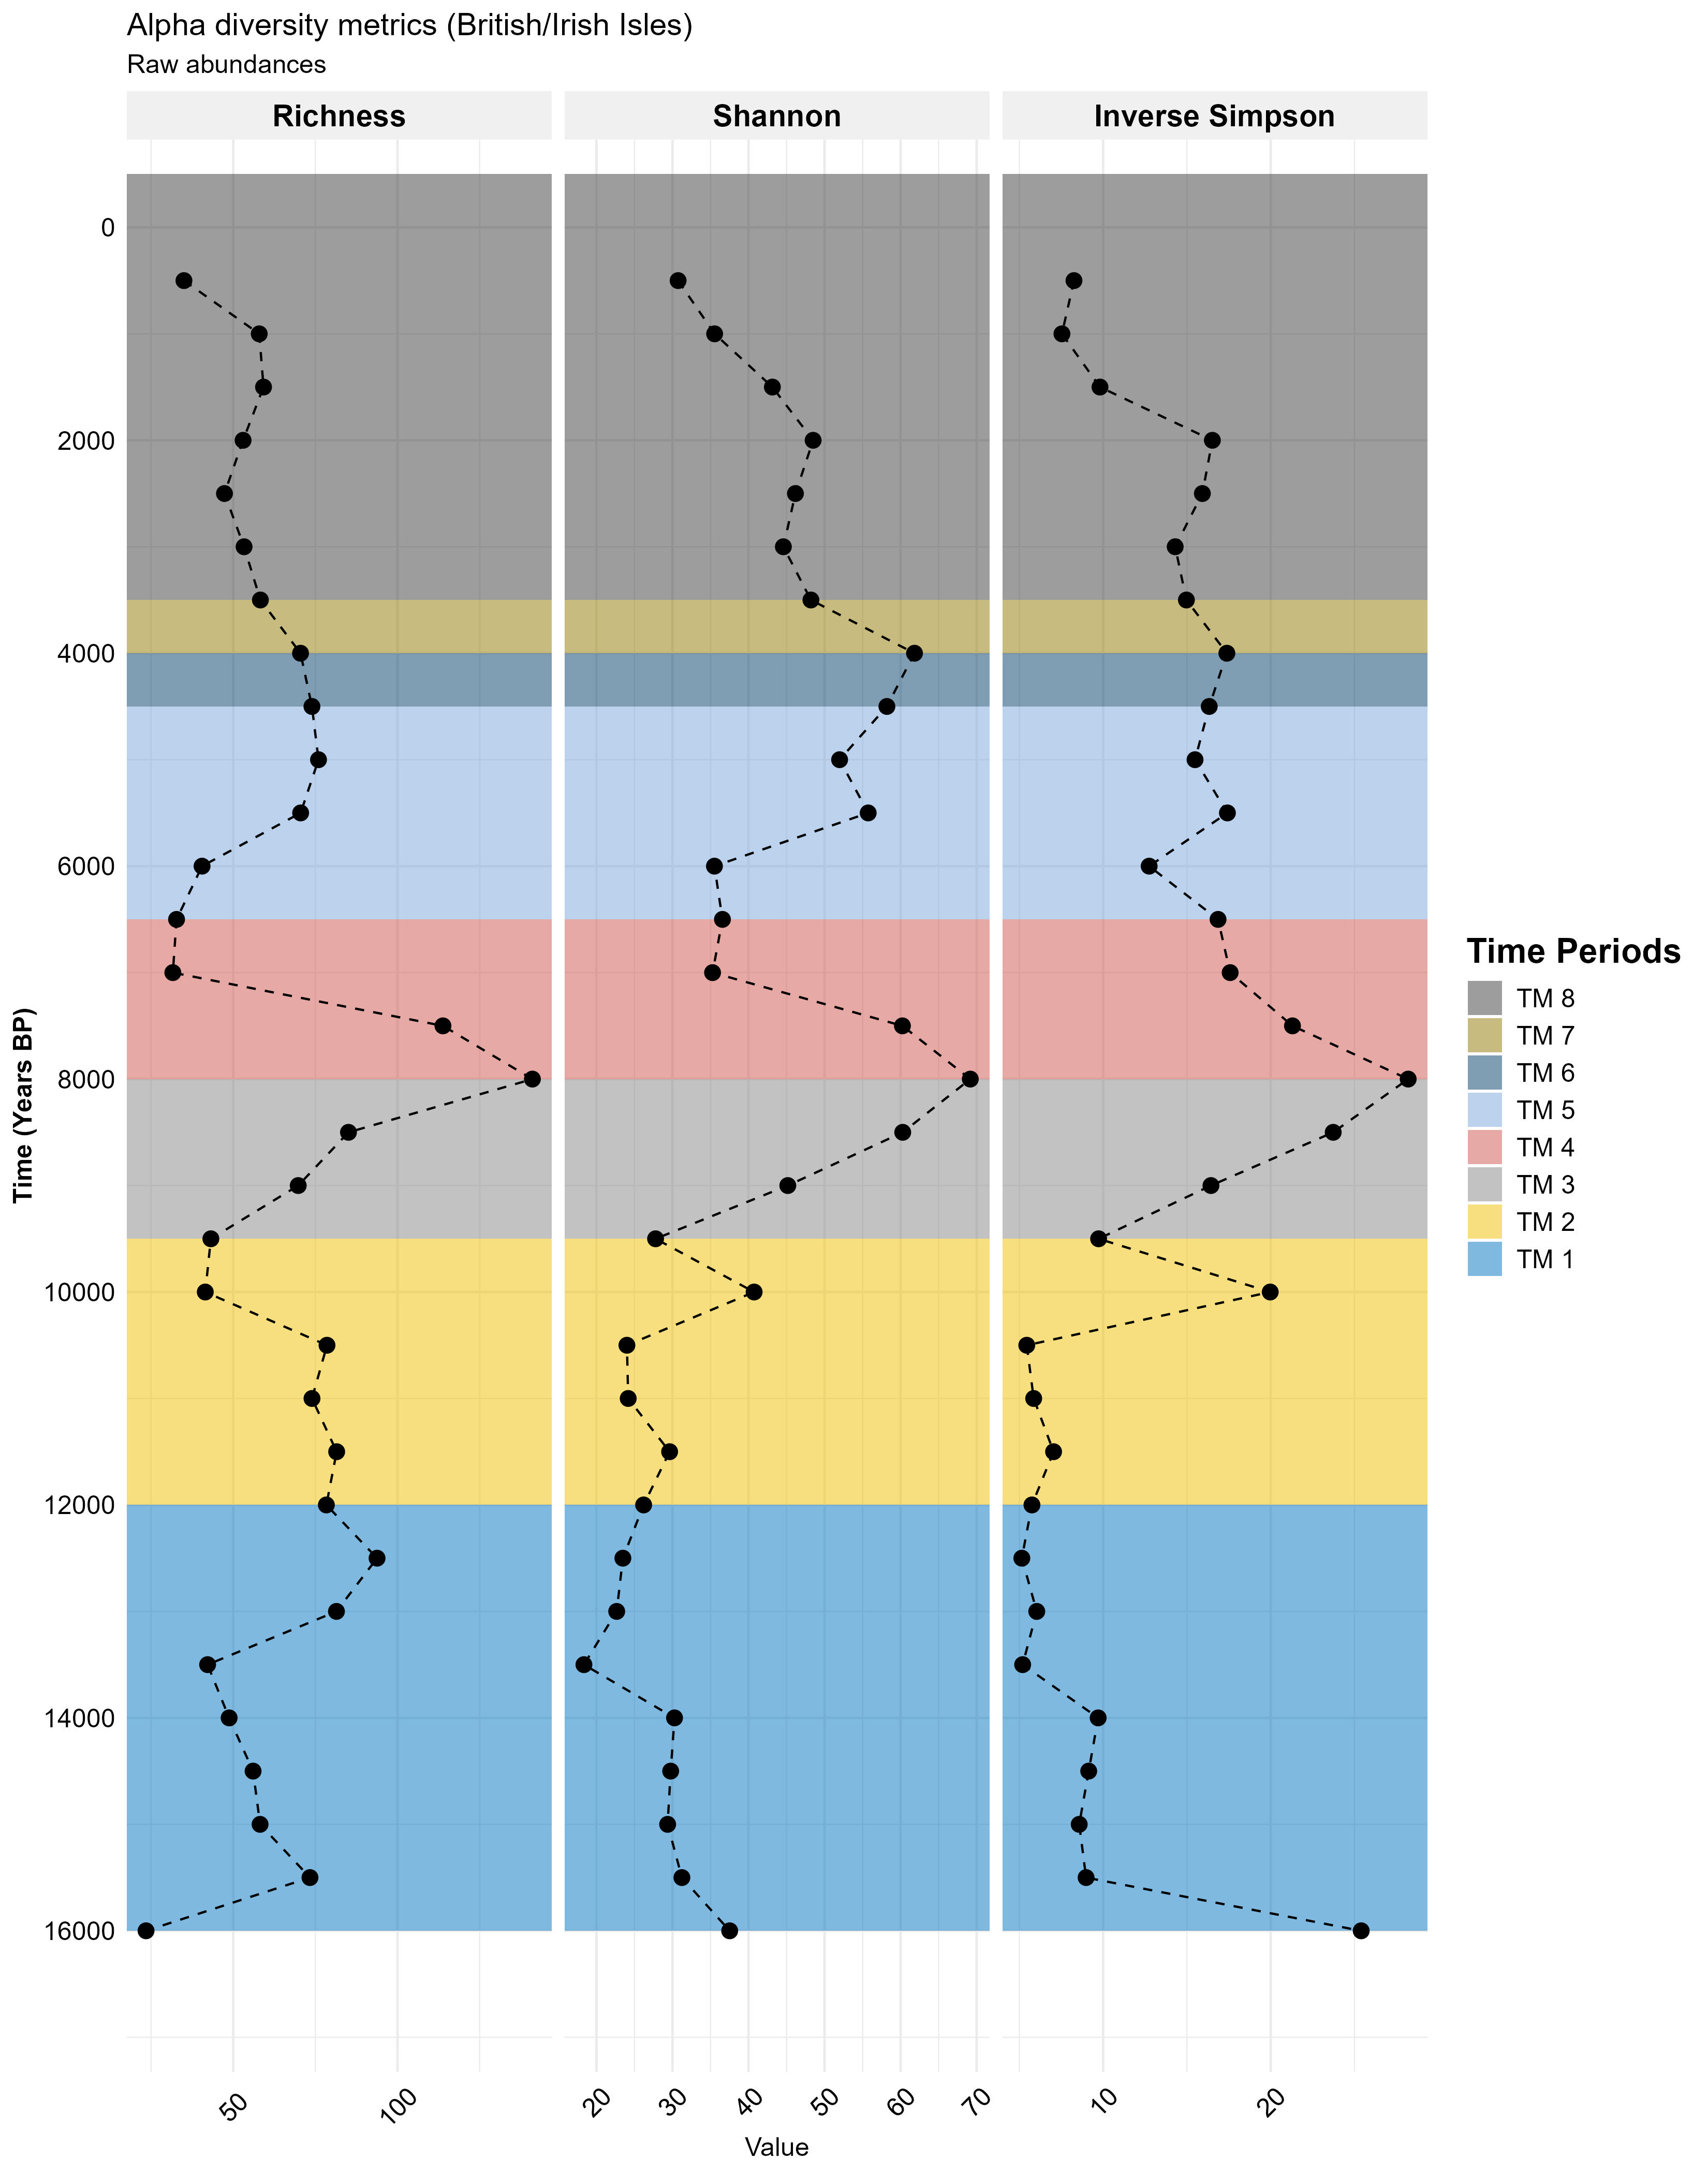 Alpha diversity metrics (British/Irish Isles)
Raw abundances
Richness
Shannon
Inverse Simpson
Time (Years BP)
0
2000
4000
6000
8000
10000
12000
14000
16000
50
100
20
30
40
50
60
70
10
20
Value
Time Periods
TM 8
TM 7
TM 6
TM 5
TM 4
TM 3
TM 2
TM 1